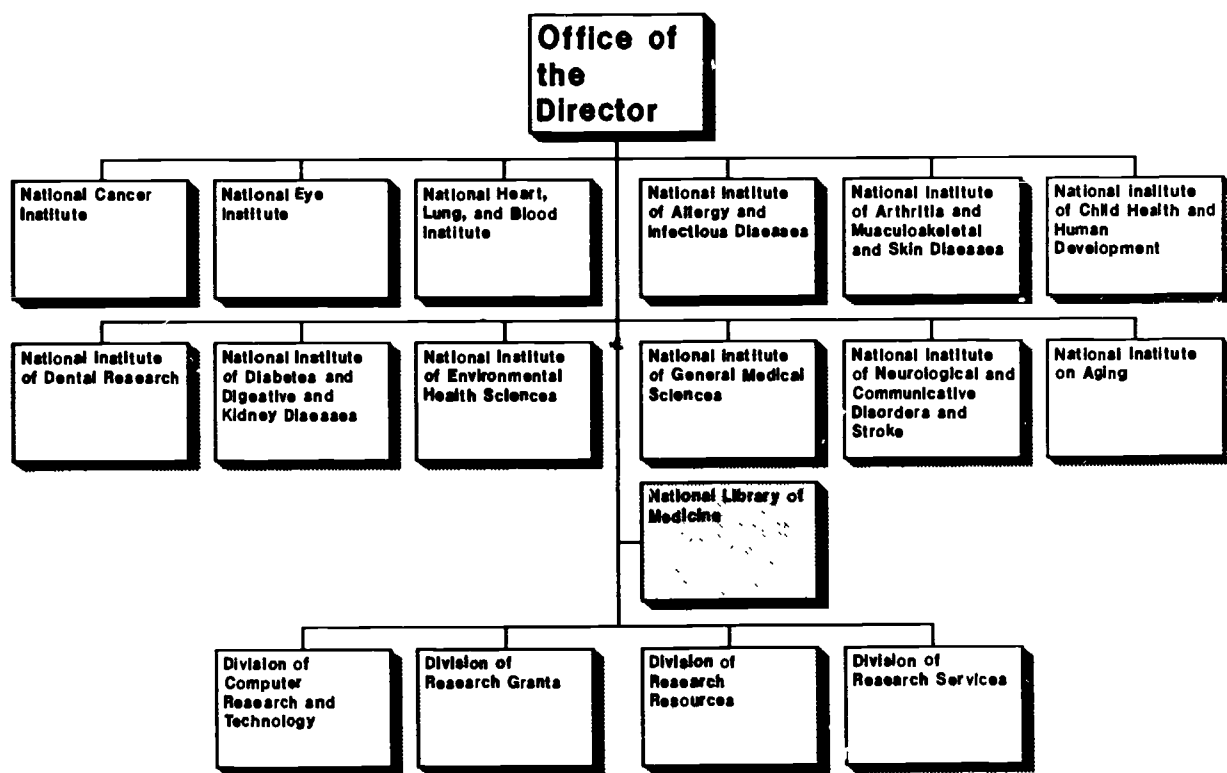 Office of
the
Director
National Cancer
Institute
National Eye
Institute
National Heart,
Lung, and Blood
Institute
National Institute
of Allergy and
Infectious Diseases
National Institute
of Arthritis and
Musculoskeletal
and Skin Diseases
National Institute
of Child Health and
Human
Development
National Institute
of Dental Research
National Institute
of Diabetes and
Digestive and
Kidney Diseases
National Institute
of Environmental
Health Sciences
National Institute
of General Medical
Sciences
National Institute
of Neurological and
Communicative
Disorders and
Stroke
National Institute
on Aging
National Library of
Medicine
Division of
Computer
Research and
Technology
Division of
Research Grants
Division of
Research
Resources
Division of
Research Services